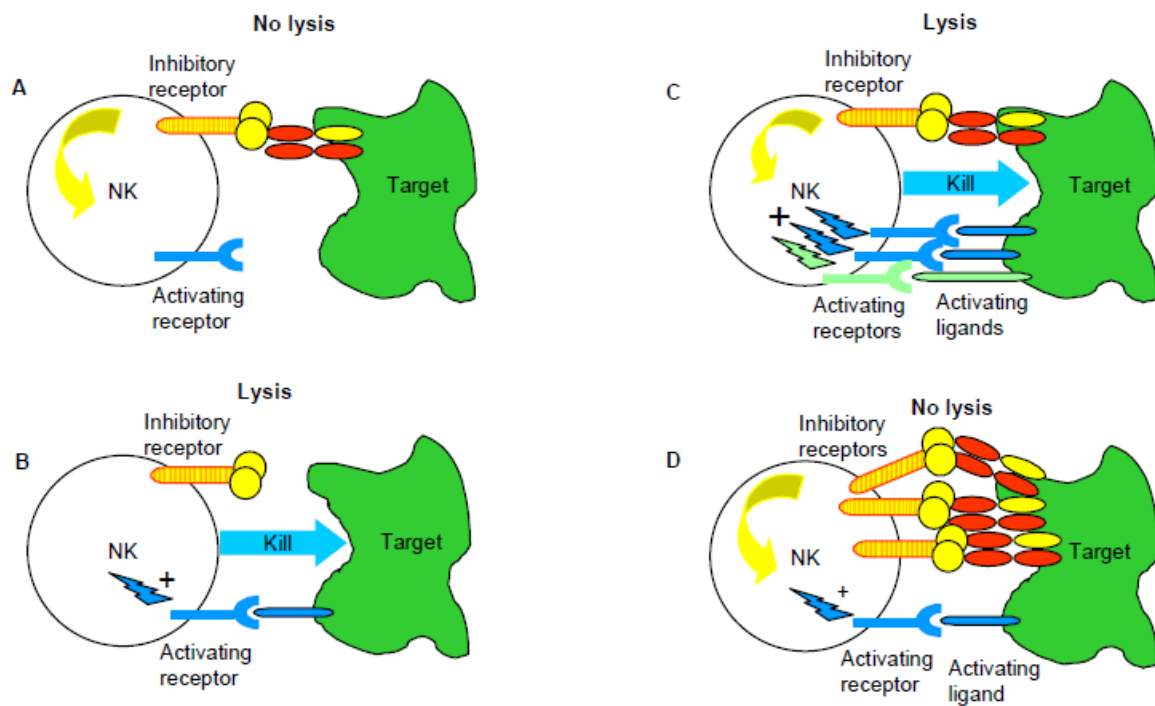 No lysis
A
Inhibitory
receptor
NK
Target
Activating
receptor
Lysis
B
Inhibitory
receptor
NK
+
Kill
Target
Activating
receptor
Lysis
C
Inhibitory
receptor
NK
+
Kill
Target
Activating
receptors
Activating
ligands
No lysis
D
Inhibitory
receptors
NK
+
Target
Activating
receptor
Activating
ligand